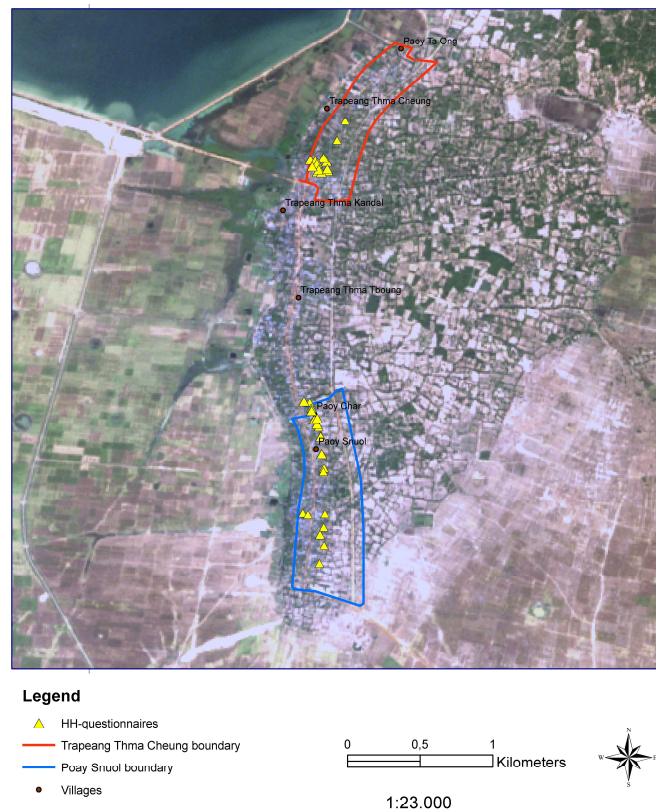 Paoy Ta Ong
Trapeang Thma Cheung
Trapeang Thma Kandal
Trapeang Thma Tboung
Paoy Char
Paoy Snuol
Legend
HH-questionnaires
Trapeang Thma Cheung boundary
Poay Snuol boundary
Villages
0 0,5 1
Kilometers
N
W E
S
1:23.000